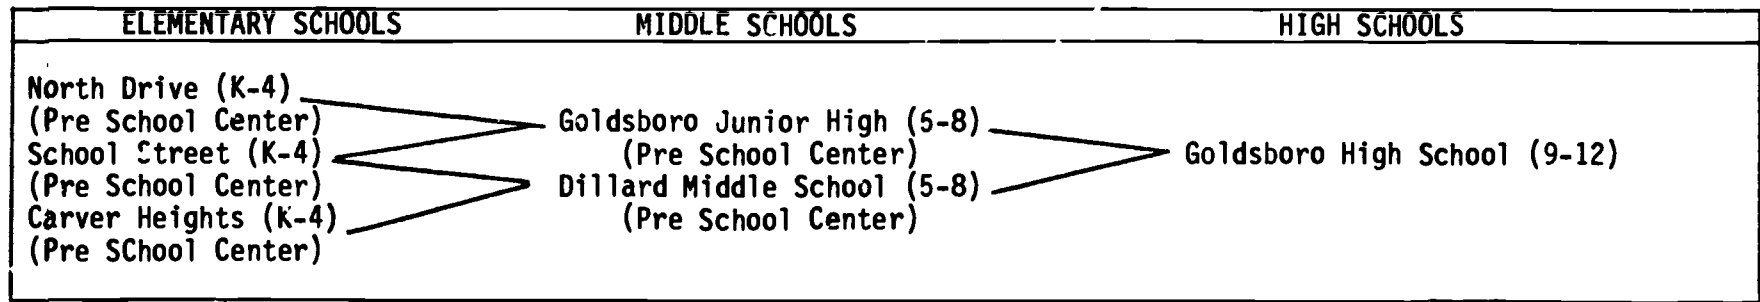 ELEMENTARY SCHOOLS MIDDLE SCHOOLS HIGH SCHOOLS
North Drive (K-4)
(Pre School Center) Goldsboro Junior High (5-8)
School Street (K-4) (Pre School Center) Goldsboro High School (9-12)
(Pre School Center) Dillard Middle School (5-8)
Carver Heights (K-4) (Pre School Center)
(Pre SChool Center)